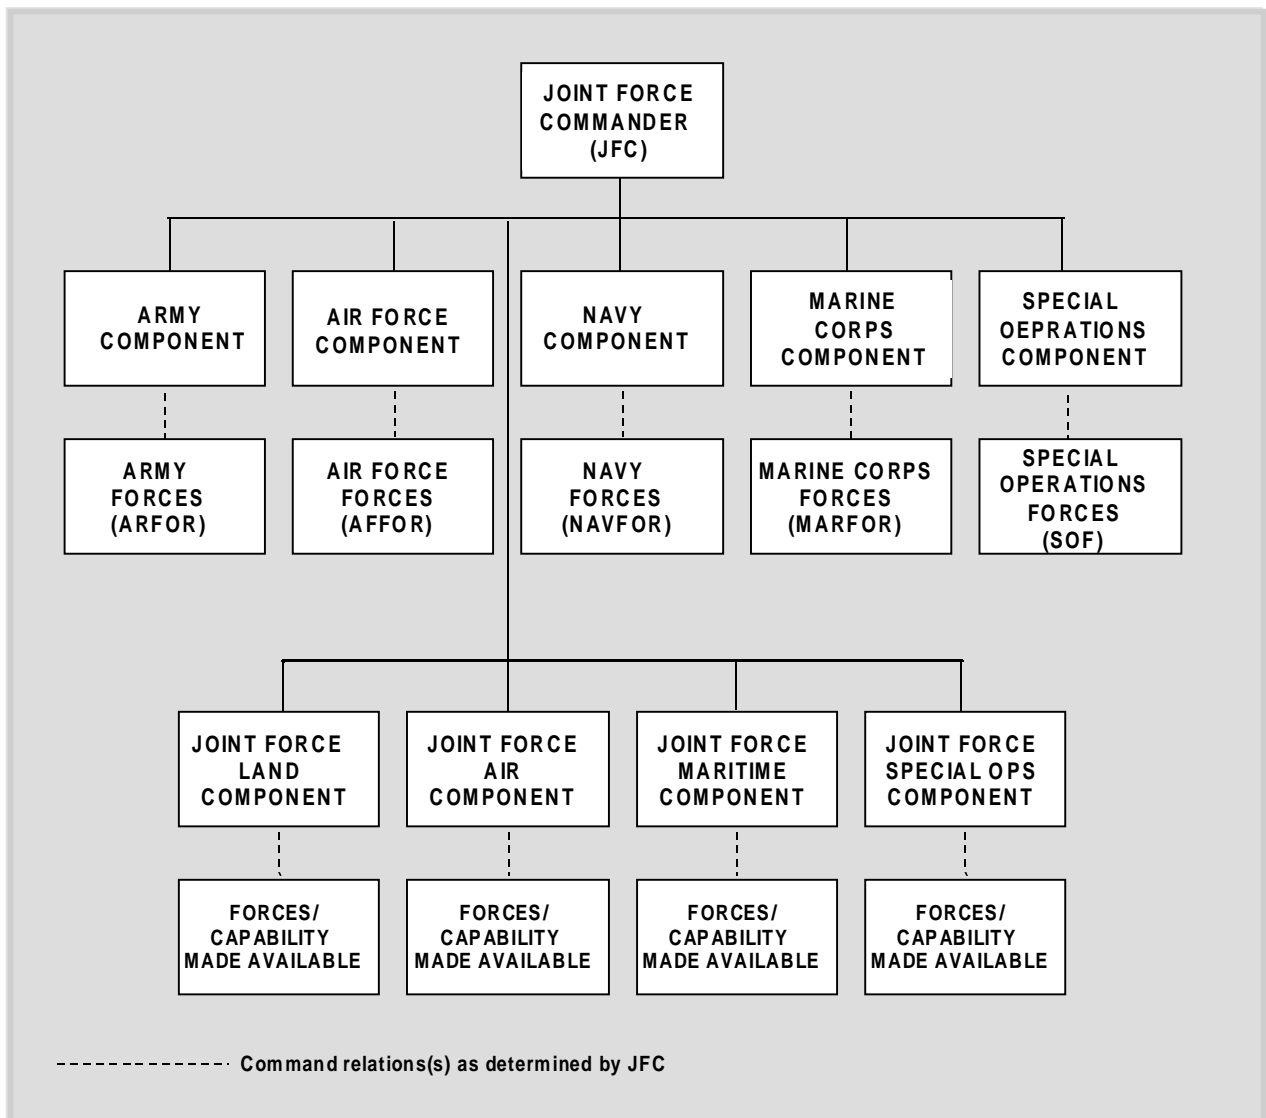 JOINT FORCE
COMMANDER
(JFC)
ARMY
COMPONENT
AIR FORCE
COMPONENT
NAVY
COMPONENT
MARINE
CORPS
COMPONENT
SPECIAL
OEPRATIONS
COMPONENT
ARMY
FORCES
(ARFOR)
AIR FORCE
FORCES
(AFFOR)
NAVY
FORCES
(NAVFOR)
MARINE CORPS
FORCES
(MARFOR)
SPECIAL
OPERATIONS
FORCES
(SOF)
JOINT FORCE
LAND
COMPONENT
JOINT FORCE
AIR
COMPONENT
JOINT FORCE
MARITIME
COMPONENT
JOINT FORCE
SPECIAL OPS
COMPONENT
FORCES/
CAPABILITY
MADE AVAILABLE
FORCES/
CAPABILITY
MADE AVAILABLE
FORCES/
CAPABILITY
MADE AVAILABLE
FORCES/
CAPABILITY
MADE AVAILABLE
Command relations(s) as determined by JFC